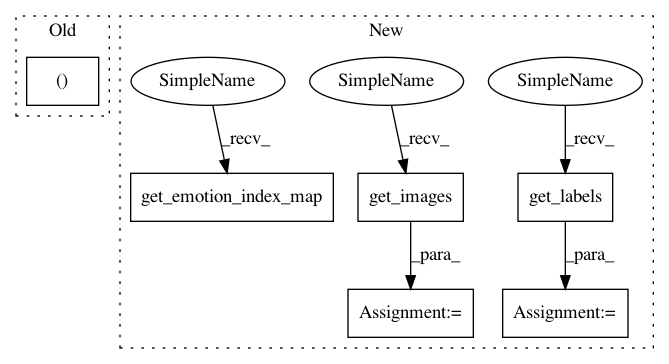 Old
New
()
SimpleName
SimpleName
SimpleName
_recv_
_recv_
_recv_
get_emotion_index_map
get_images
get_labels
_para_
_para_
Assignment:=
Assignment:=